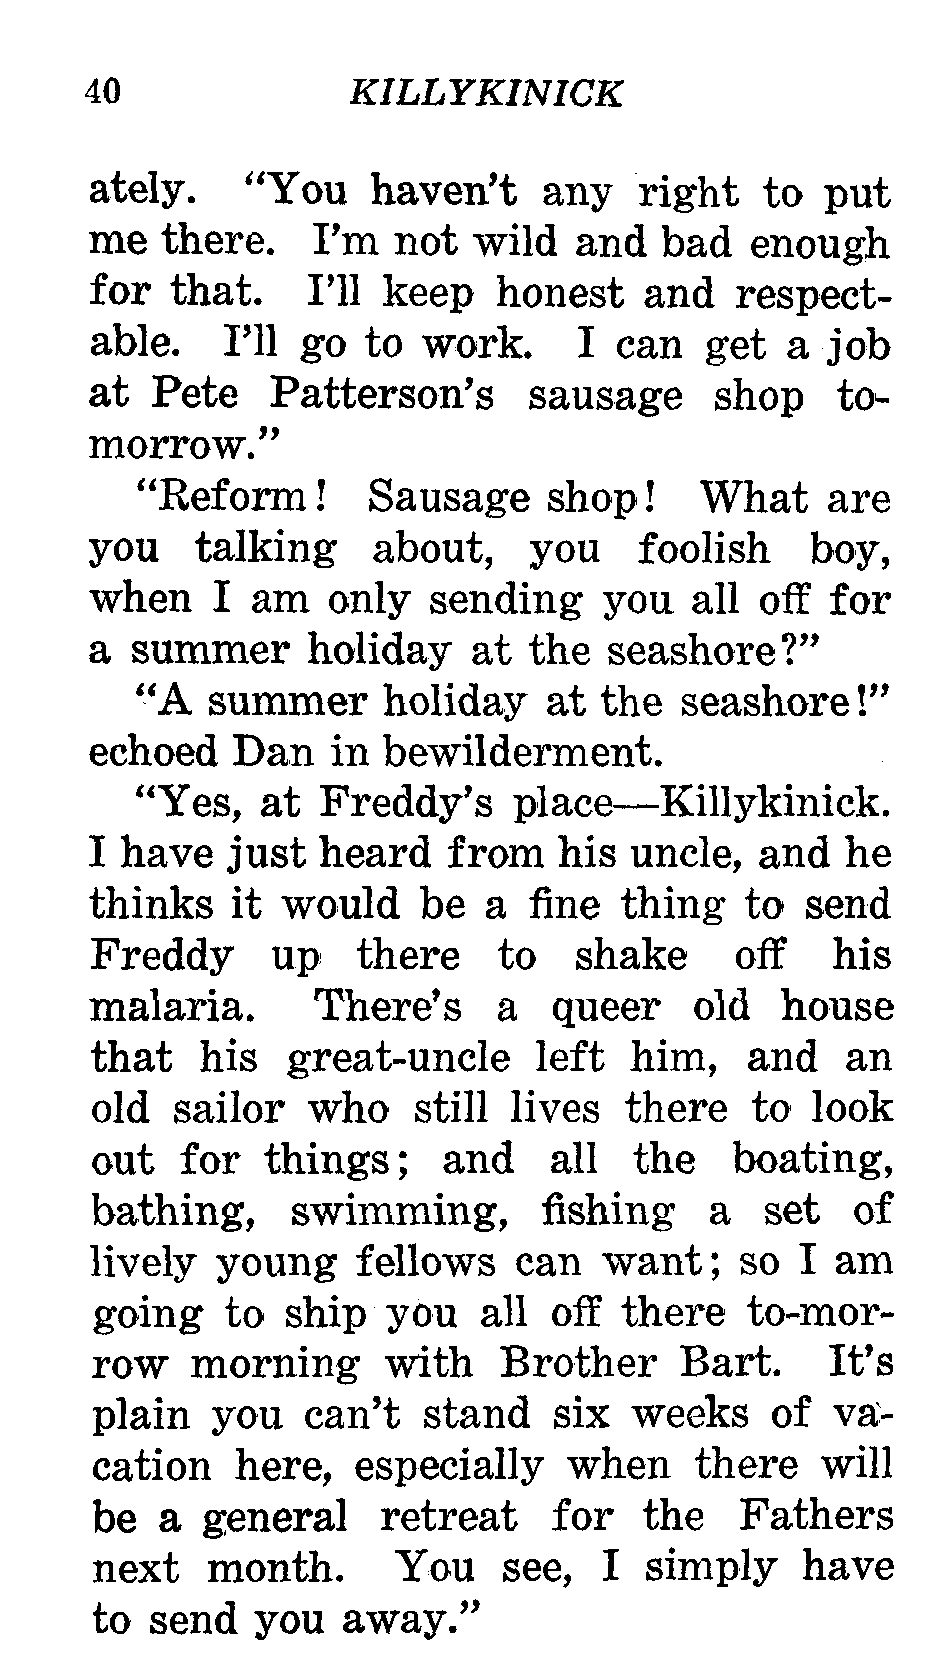 40 KILLYKINICK
ately. "You haven't any right to put
me there. I'm not wild and bad enough
for that. I'll keep honest and respect-
able. I'll go to work. I can get a job
at Pete Patterson's sausage shop to-
morrow."
"Reform! Sausage shop! What are
you talking about, you foolish boy,
when I am only sending you all off for
a summer holiday at the seashore?"
"A summer holiday at the seashore!"
echoed Dan in bewilderment.
"Yes, at Freddy's place—Killykinick.
I have just heard from his uncle, and he
thinks it would be a fine thing to send
Freddy up there to shake off his
malaria. There's a queer old house
that his great-uncle left him, and an
old sailor who still lives there to look
out for things; and all the boating,
bathing, swimming, fishing a set of
lively young fellows can want; so I am
going to ship you all off there to-mor-
row morning with Brother Bart. It's
plain you can't stand six weeks of va-
cation here, especially when there will
be a general retreat for the Fathers
next month. You see, I simply have
to send you away."